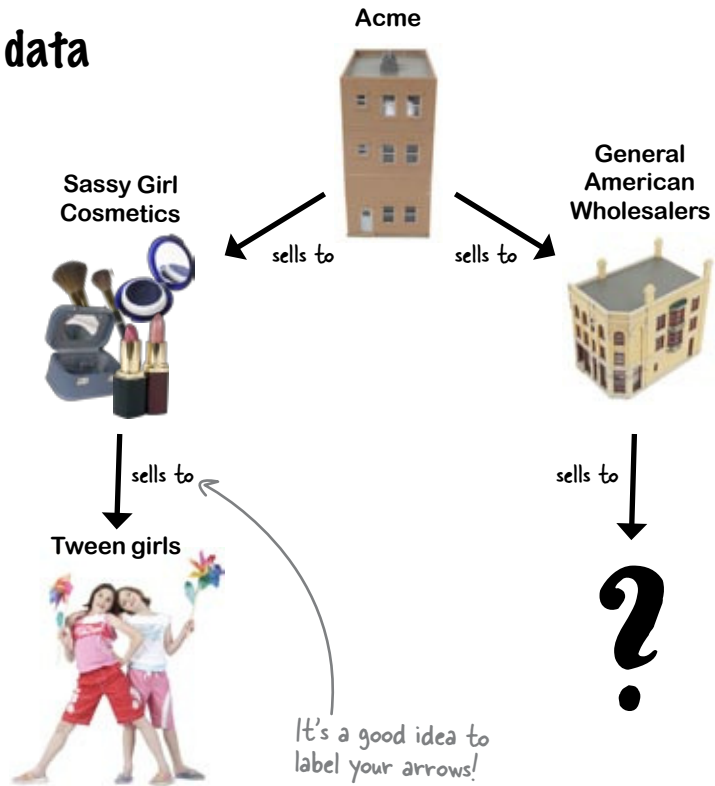 data
Acme
Sassy Girl
Cosmetics
General
American
Wholesalers
sells to
sells to
sells to
sells to
Tween girls
?
It's a good idea to
label your arrows!